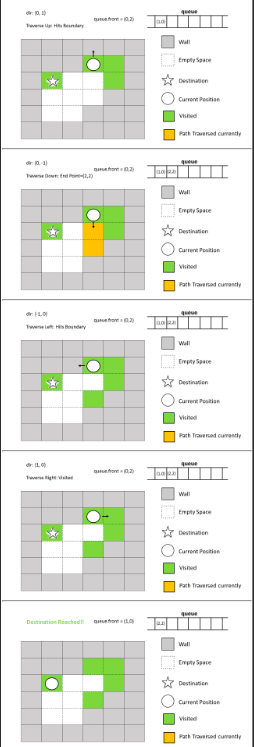 dir: (0, 1)
queue.front = (0,2)
queue
(1,0)
Traverse Up: Hits Boundary
Wall
Empty Space
Destination
Current Position
Visited
Path Traversed currently
dir: (0, -1)
queue.front = (0,2)
queue
(1,0) (2,2)
Traverse Down: End Point=(2,2)
Wall
Empty Space
Destination
Current Position
Visited
Path Traversed currently
dir: (-1, 0)
queue.front = (0,2)
queue
(1,0) (2,2)
Traverse Left: Hits Boundary
Wall
Empty Space
Destination
Current Position
Visited
Path Traversed currently
dir: (1, 0)
queue.front = (0,2)
queue
(1,0) (2,2)
Traverse Right: Visited
Wall
Empty Space
Destination
Current Position
Visited
Path Traversed currently
Destination Reached!!
queue.front = (1,0)
queue
(2,2)
Wall
Empty Space
Destination
Current Position
Visited
Path Traversed currently